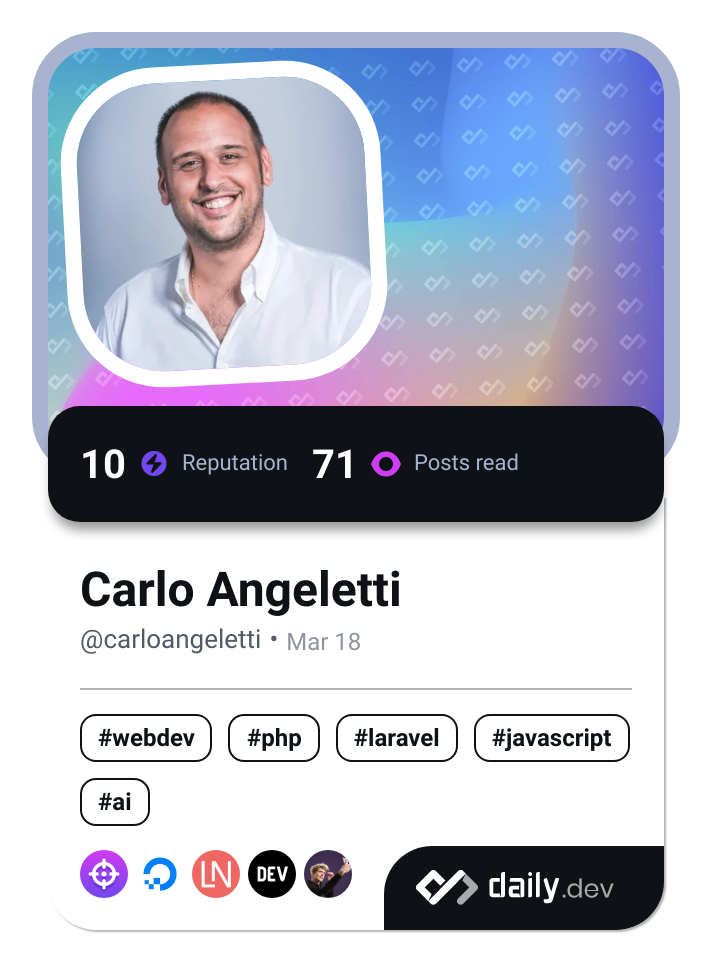 10 Reputation 71 Posts read
Carlo Angeletti
@carloangeletti • Mar 18
#webdev #php #laravel #javascript
#ai
LN DEV daily.dev